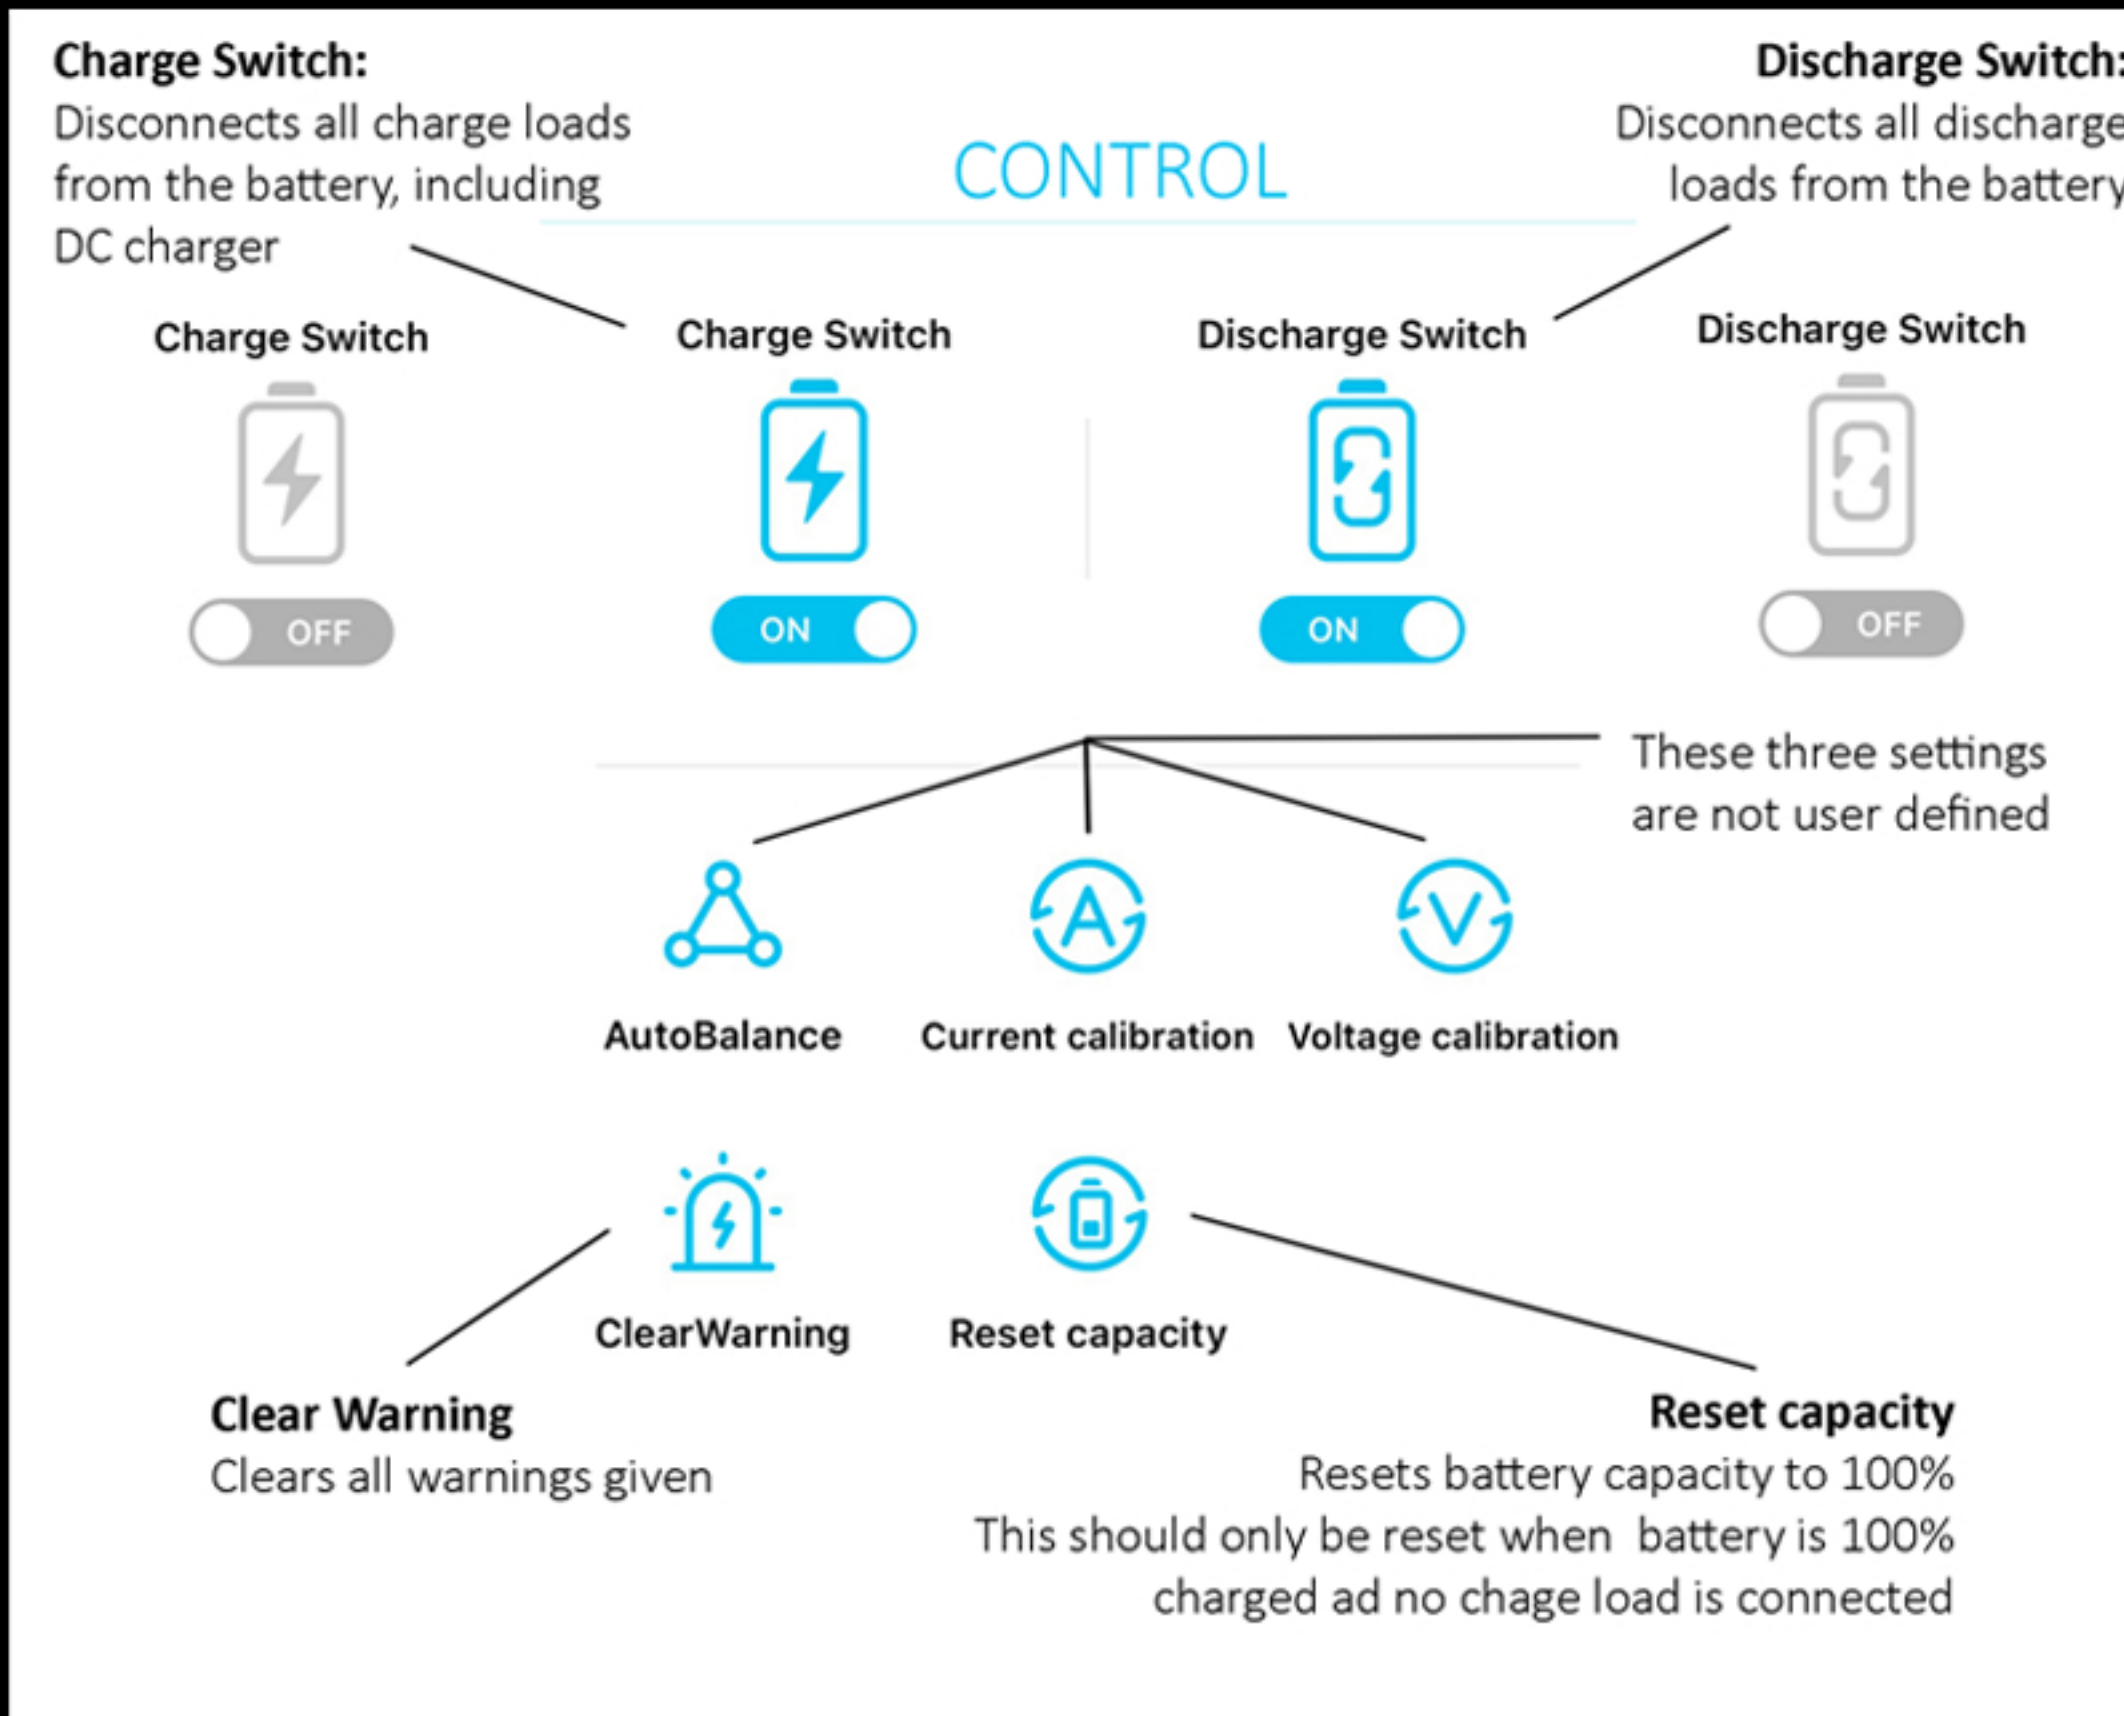 Charge Switch:
Disconnects all charge loads
from the battery, including
DC charger
CONTROL
Discharge Switch:
Disconnects all discharge
loads from the battery
Charge Switch
Charge Switch
Discharge Switch
Discharge Switch
OFF
ON
ON
OFF
These three settings
are not user defined
A
V
AutoBalance
Current calibration
Voltage calibration
ClearWarning
Reset capacity
Clear Warning
Clears all warnings given
Reset capacity
Resets battery capacity to 100%
This should only be reset when battery is 100%
charged ad no chage load is connected